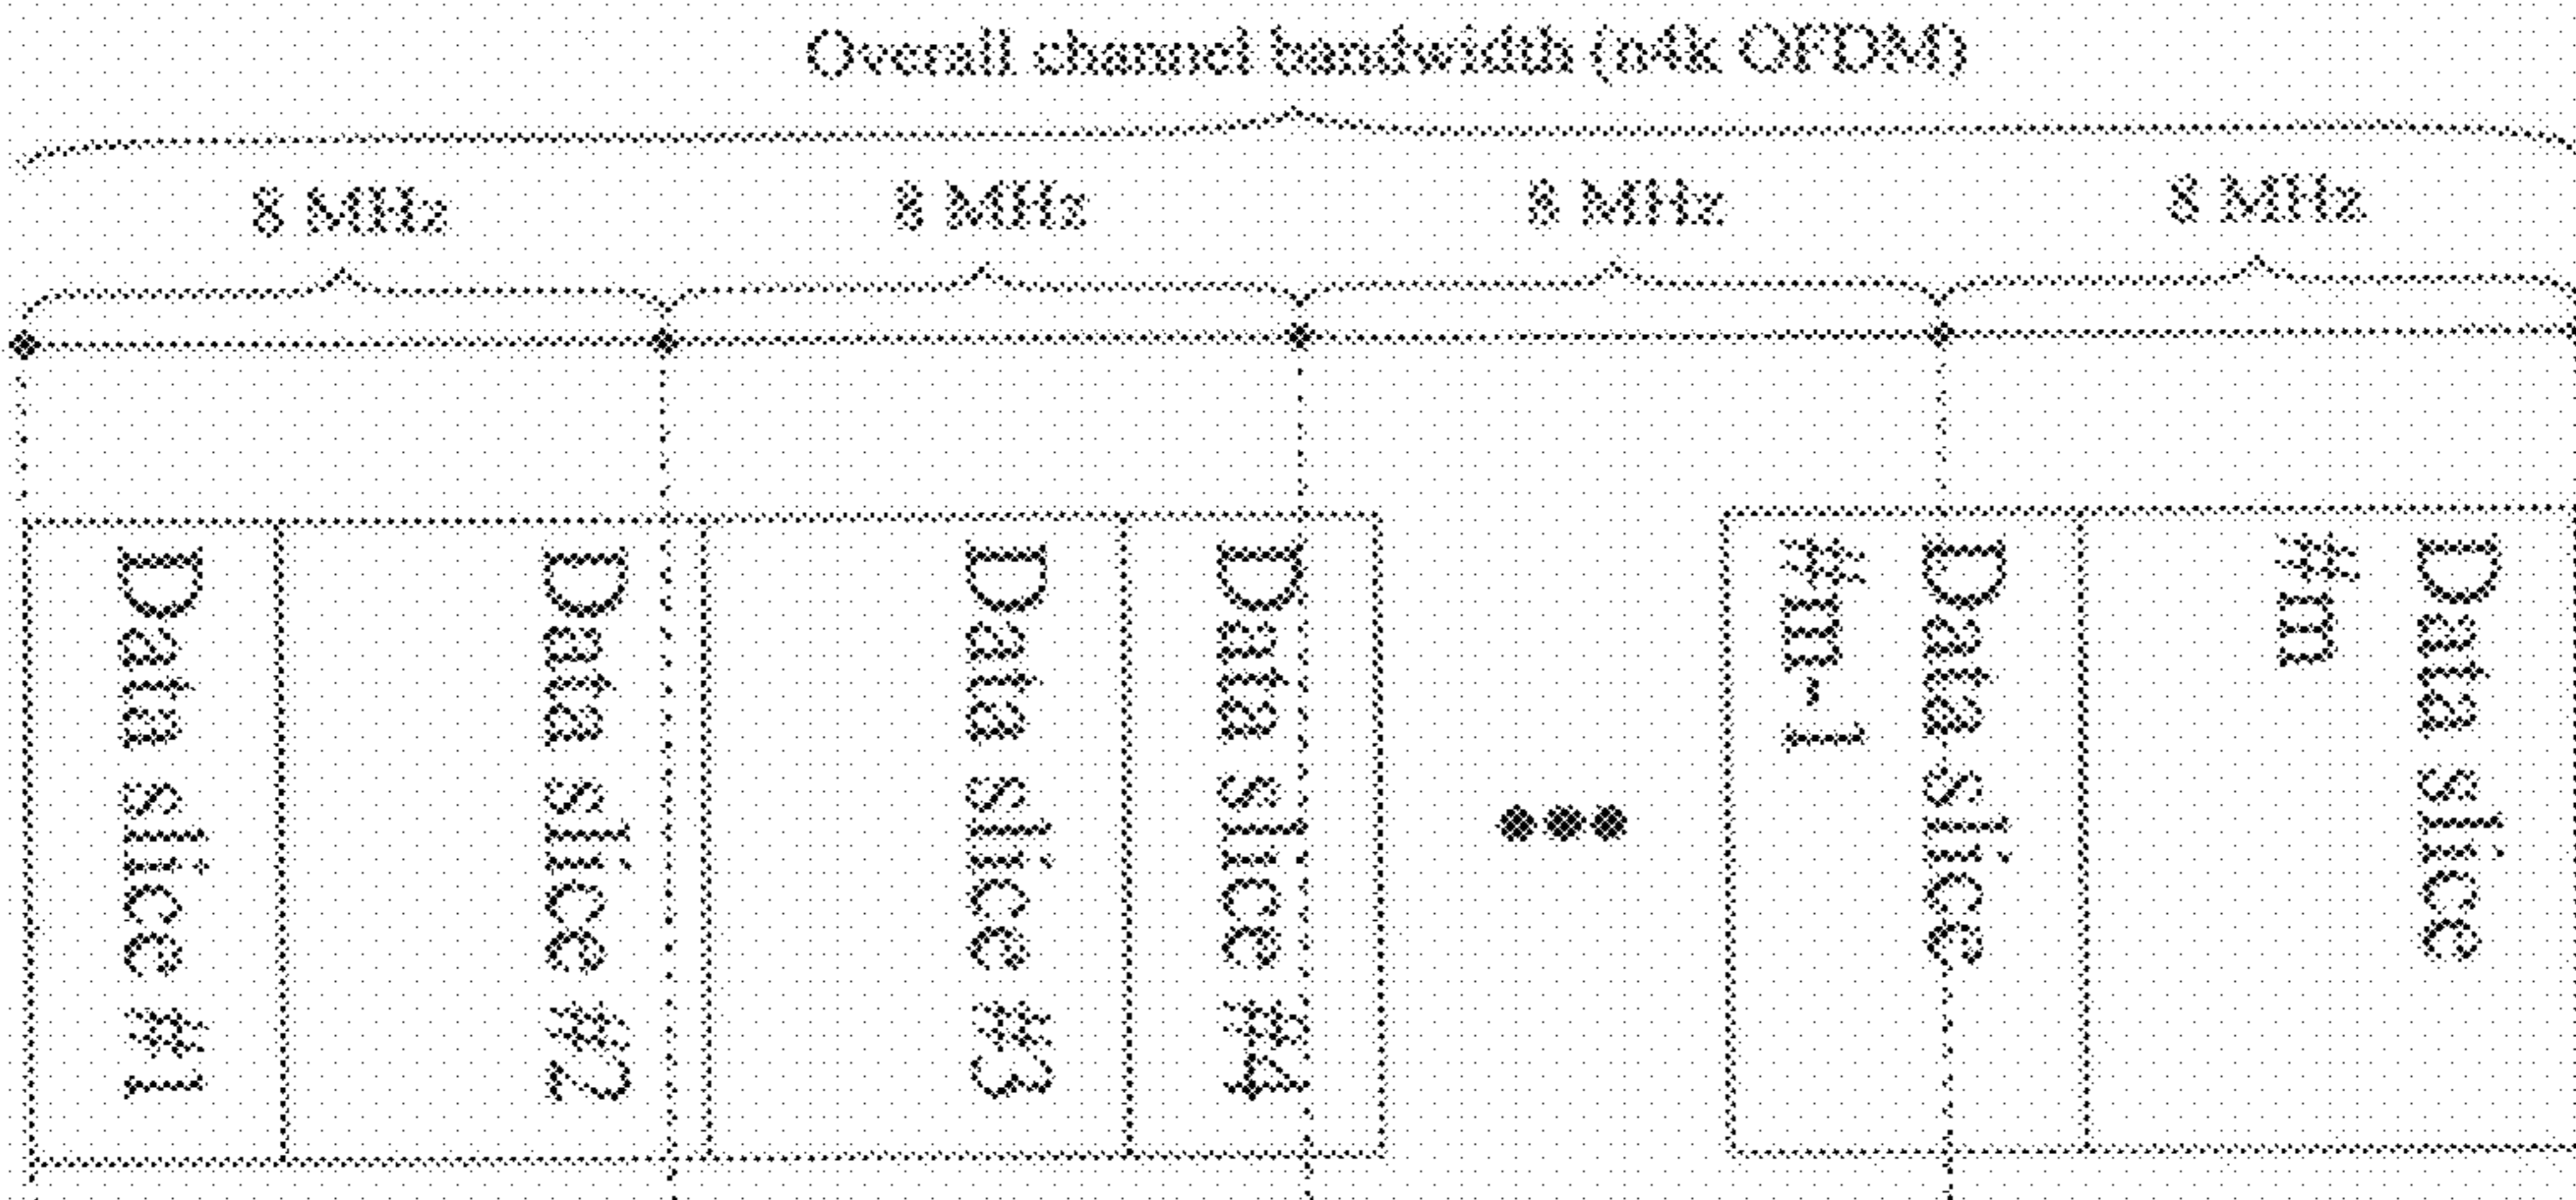 Overall channel bandwidth (n4k OFDM)
8 MHz
8 MHz
8 MHz
8 MHz
Data slice #1
Data slice #2
Data slice #3
Data slice #4
Data slice
#m-1
Data slice
#m